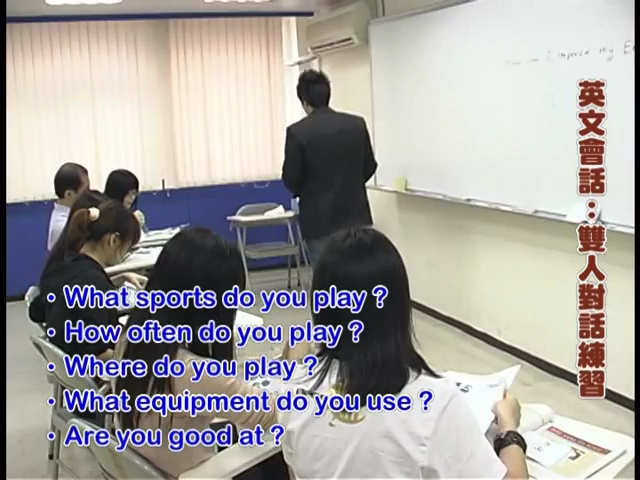 英文會話：雙人對話練習
• What sports do you play ?
• How often do you play ?
• Where do you play ?
• What equipment do you use ?
• Are you good at ?